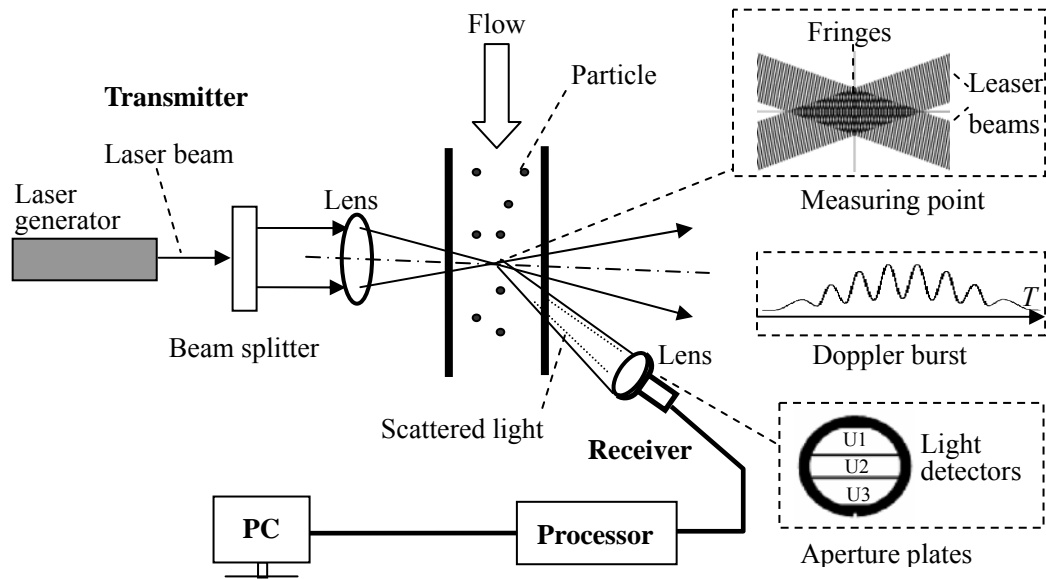 Flow
Fringes
Particle
Leaser
beams
Transmitter
Laser beam
Laser
generator
Lens
Measuring point
T
Beam splitter
Lens
Doppler burst
Scattered light
Receiver
U1
U2
U3
Light
detectors
PC
Processor
Aperture plates